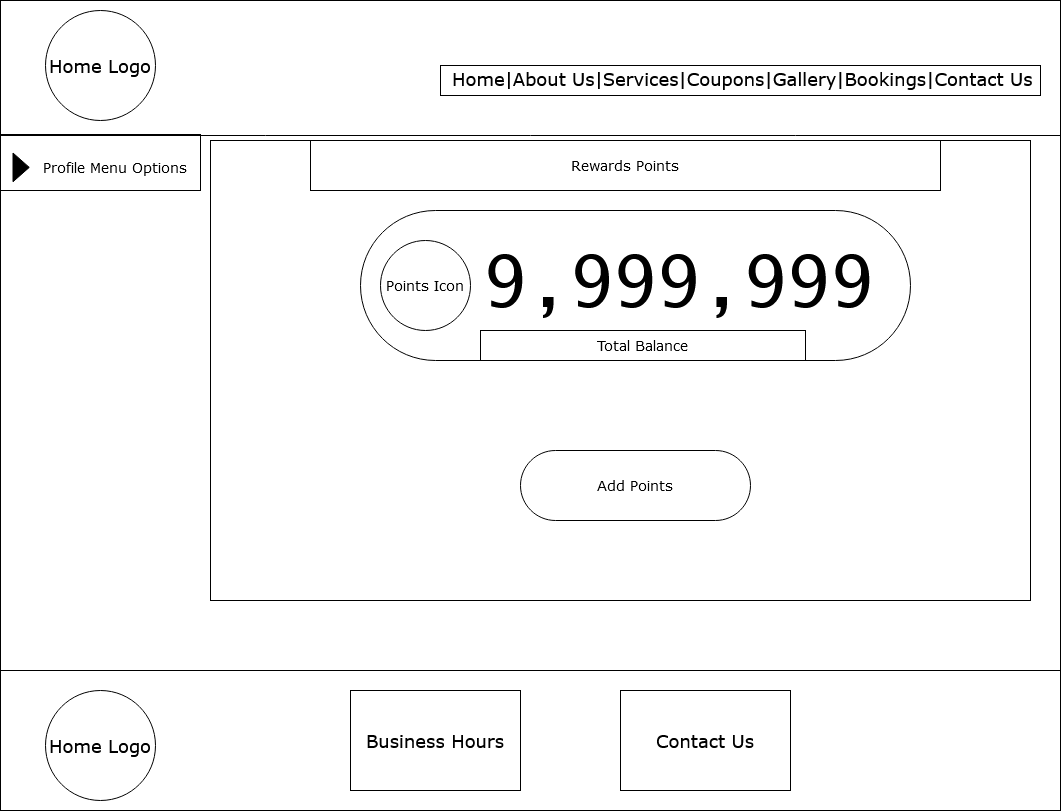 Home Logo
Home|About Us|Services|Coupons|Gallery|Bookings|Contact Us
Profile Menu Options
Rewards Points
Points Icon
9,999,999
Total Balance
Add Points
Home Logo
Business Hours
Contact Us